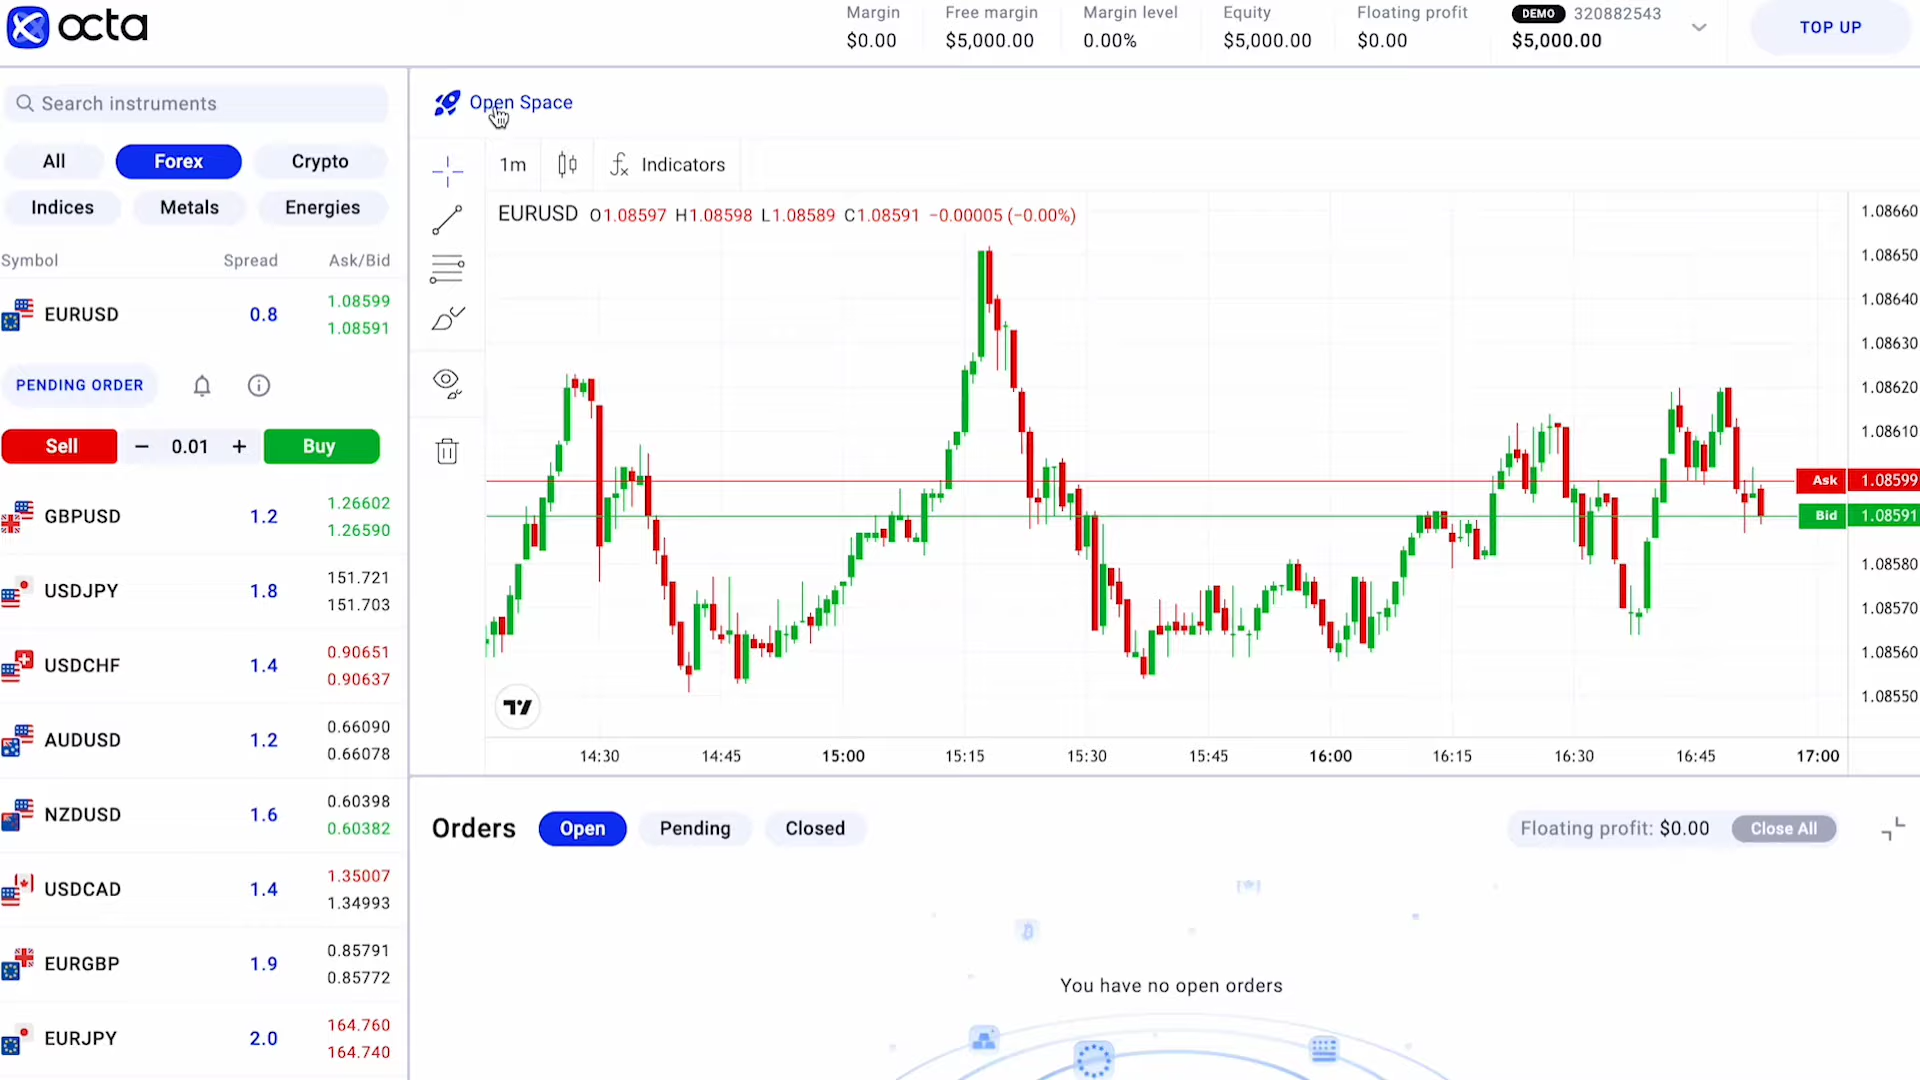 octa
Margin
$0.00
Free margin
$5,000.00
Margin level
0.00%
Equity
$5,000.00
Floating profit
$0.00
DEMO 320882543
$5,000.00
TOP UP
Search instruments
All Forex Crypto
Indices Metals Energies
Symbol Spread Ask/Bid
EURUSD 0.8 1.08599
1.08591
PENDING ORDER
Sell − 0.01 + Buy
GBPUSD 1.2 1.26602
1.26590
USDJPY 1.8 151.721
151.703
USDCHF 1.4 0.90651
0.90637
AUDUSD 1.2 0.66090
0.66078
NZDUSD 1.6 0.60398
0.60382
USDCAD 1.4 1.35007
1.34993
EURGBP 1.9 0.85791
0.85772
EURJPY 2.0 164.760
164.740
Open Space
1m Indicators
EURUSD O1.08597 H1.08598 L1.08589 C1.08591 −0.00005 (−0.00%)
1.08660
1.08650
1.08640
1.08630
1.08620
1.08610
Ask 1.08599
Bid 1.08591
1.08580
1.08570
1.08560
1.08550
14:30 14:45 15:00 15:15 15:30 15:45 16:00 16:15 16:30 16:45 17:00
Orders Open Pending Closed
Floating profit: $0.00 Close All
You have no open orders